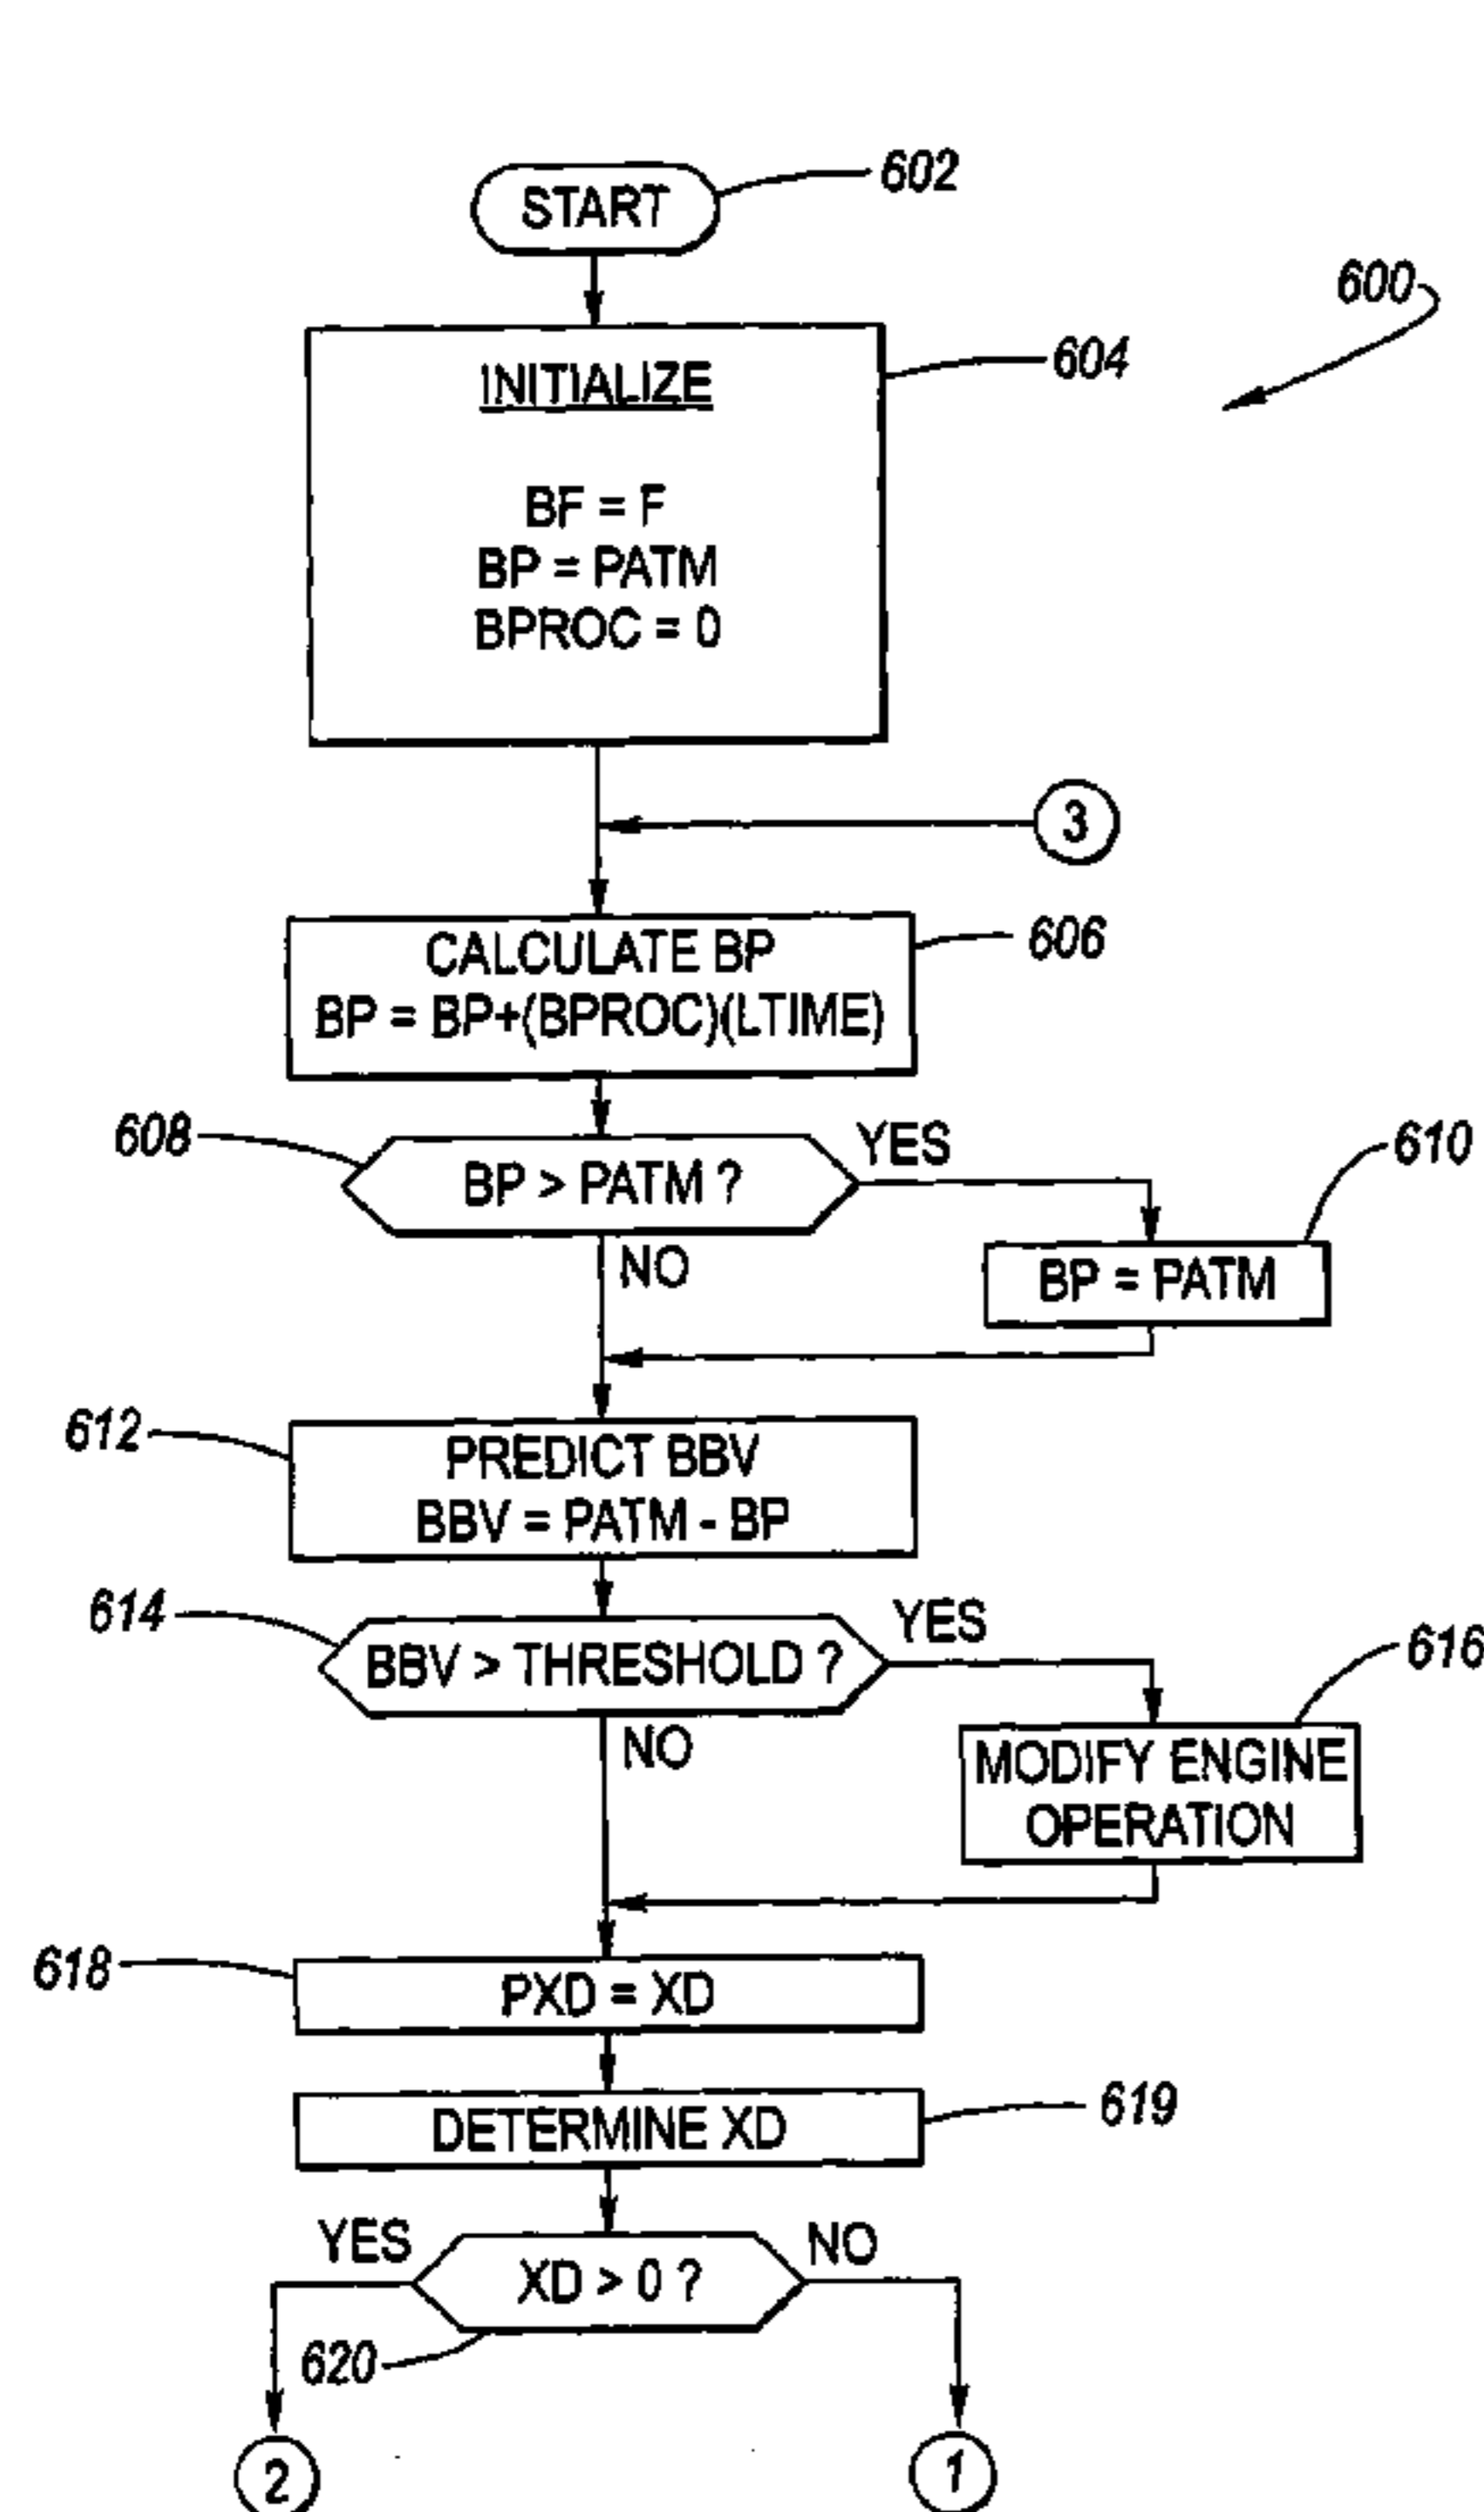 START
602
600
604
INITIALIZE
BF = F
BP = PATM
BPROC = 0
3
606
CALCULATE BP
BP = BP+(BPROC)(LTIME)
608
BP > PATM ?
YES
610
NO
BP = PATM
612
PREDICT BBV
BBV = PATM - BP
614
BBV > THRESHOLD ?
YES
616
NO
MODIFY ENGINE
OPERATION
618
PXD = XD
DETERMINE XD
619
YES
XD > 0 ?
NO
620
2
1